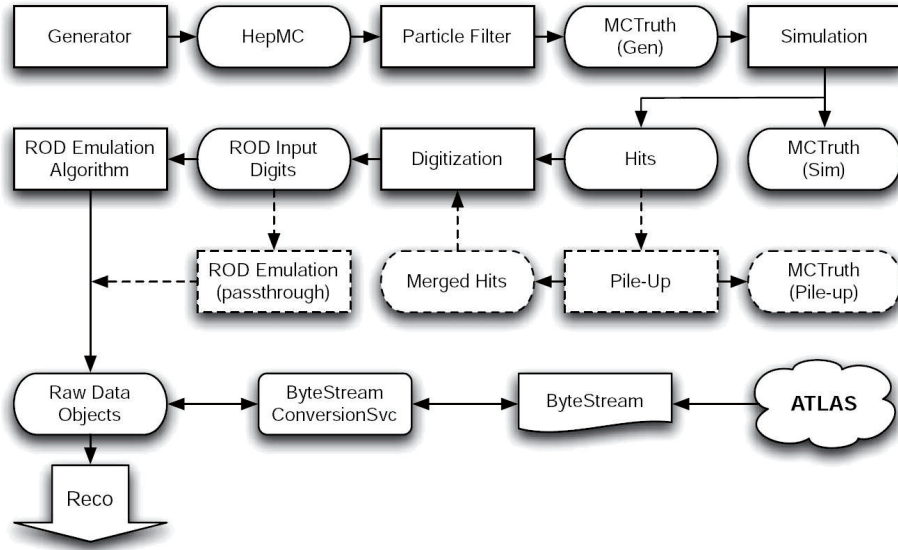 Generator
HepMC
Particle Filter
MCTruth
(Gen)
Simulation
ROD Emulation
Algorithm
ROD Input
Digits
Digitization
Hits
MCTruth
(Sim)
ROD Emulation
(passthrough)
Merged Hits
Pile-Up
MCTruth
(Pile-up)
Raw Data
Objects
ByteStream
ConversionSvc
ByteStream
ATLAS
Reco